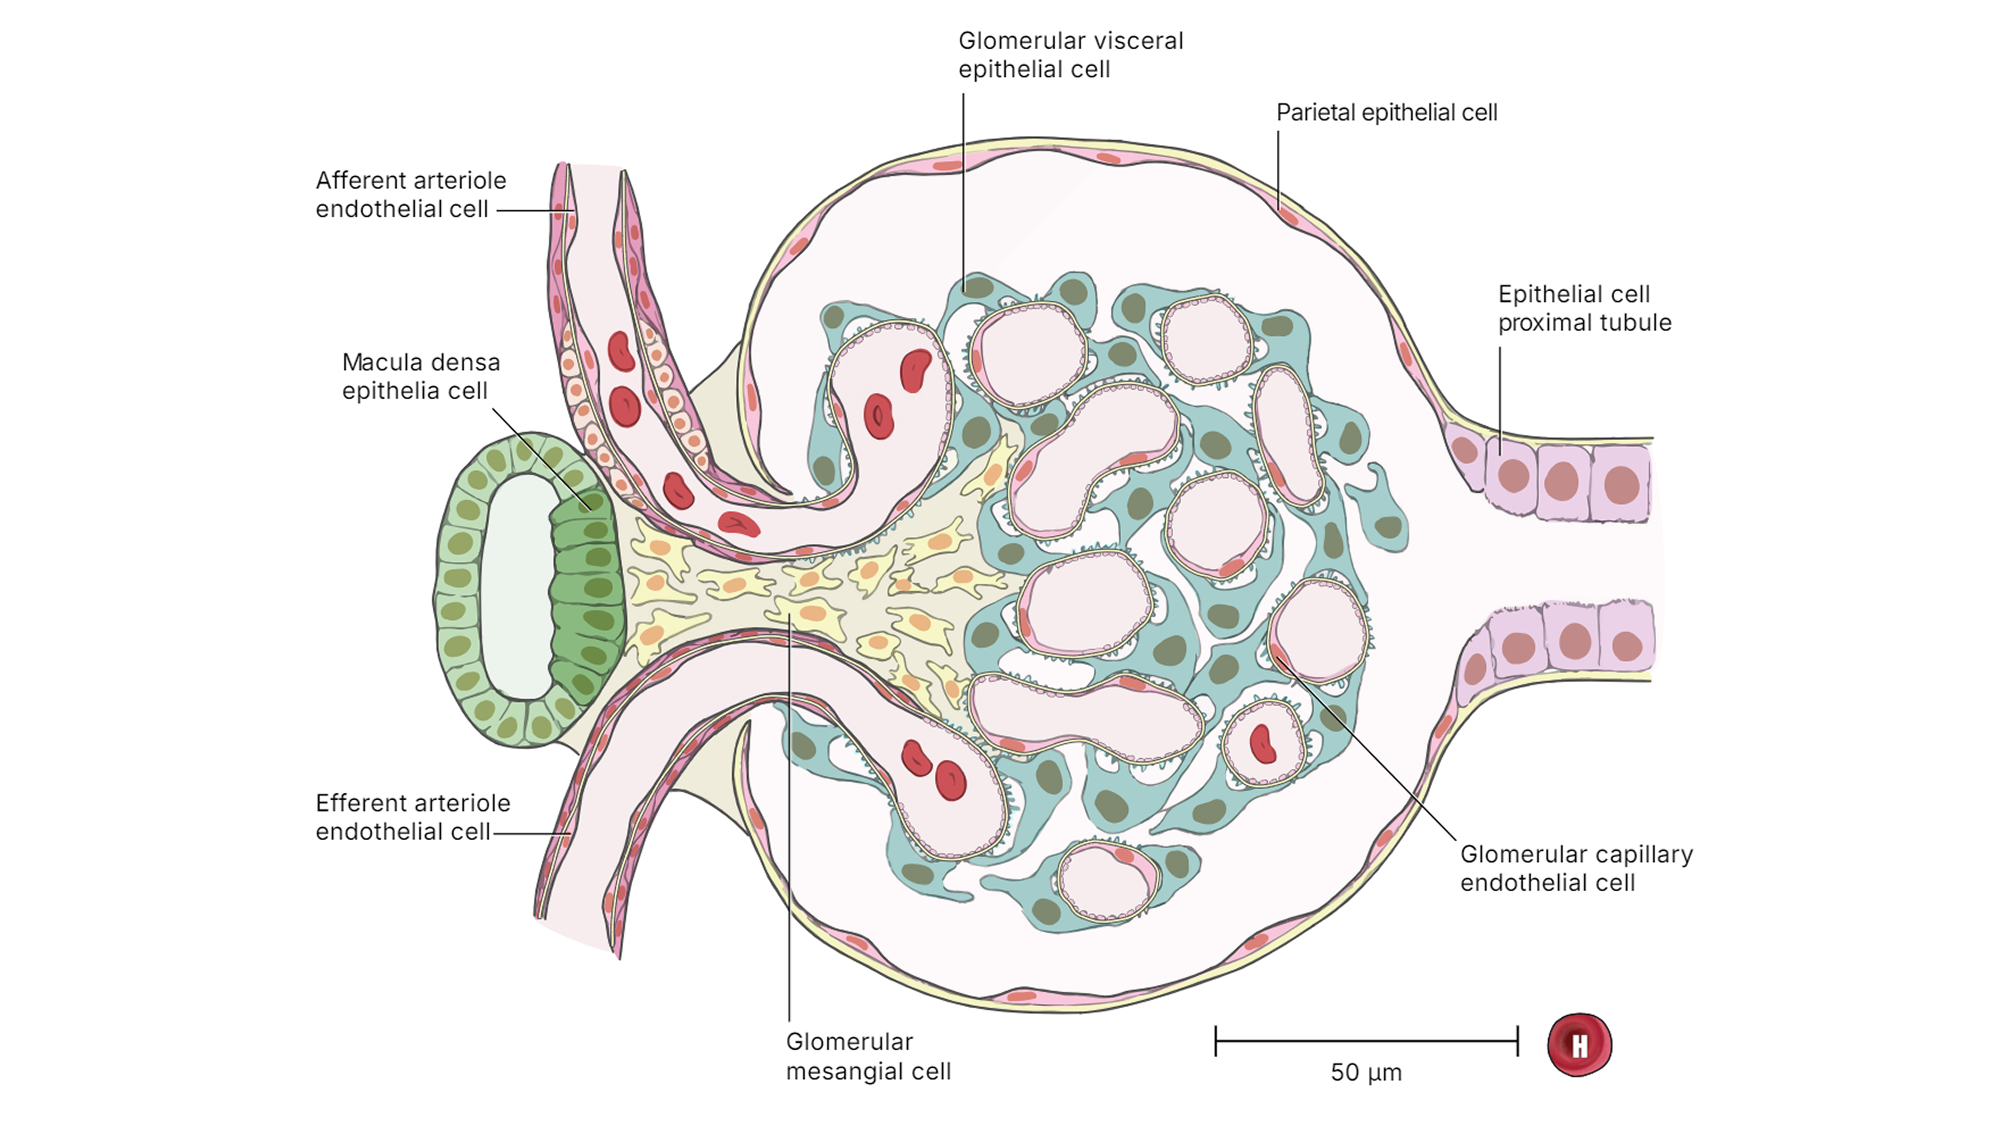 Glomerular visceral
epithelial cell
Parietal epithelial cell
Afferent arteriole
endothelial cell
Epithelial cell
proximal tubule
Macula densa
epithelia cell
Efferent arteriole
endothelial cell
Glomerular capillary
endothelial cell
Glomerular
mesangial cell
50 µm
H